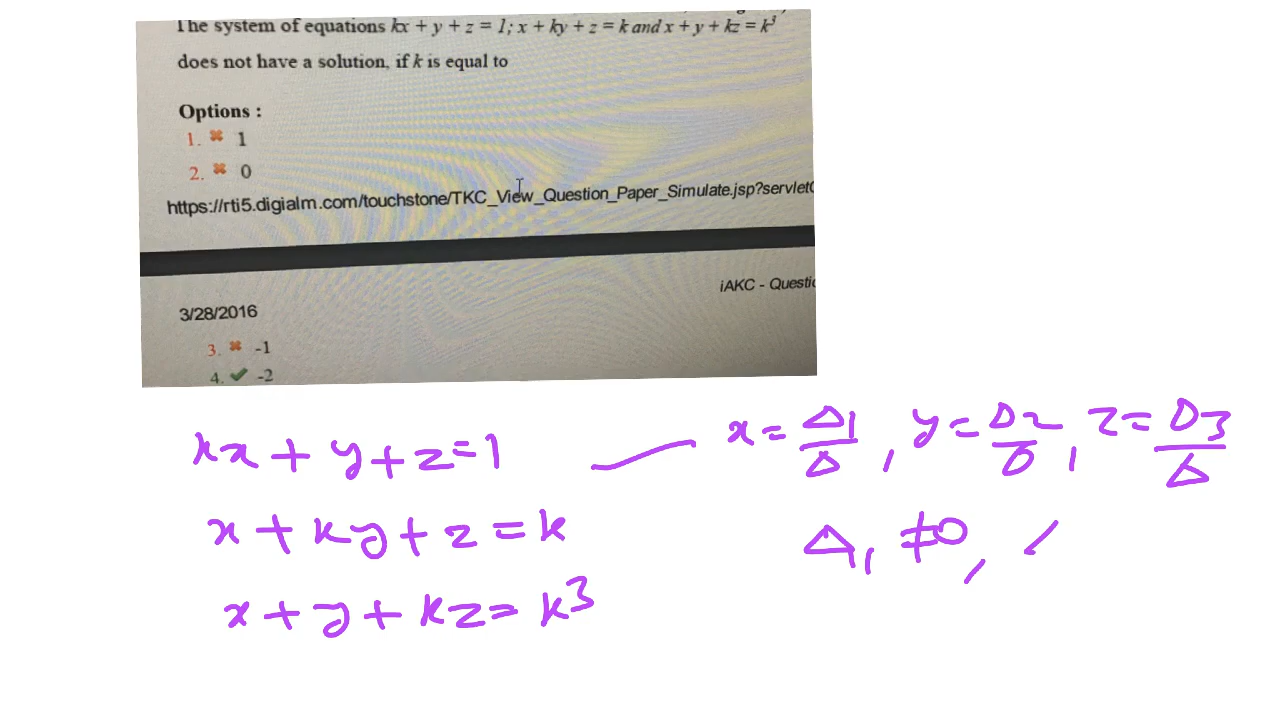 The system of equations kx + y + z = 1; x + ky + z = k and x + y + kz = k³
does not have a solution, if k is equal to
Options :
1. ✖ 1
2. ✖ 0
https://rti5.digialm.com/touchstone/TKC_View_Question_Paper_Simulate.jsp?servlet
iAKC - Questi
3/28/2016
3. ✖ -1
4. ✔ -2
kx + y + z = 1
x + ky + z = k
x + y + kz = k³
x = Δ1/Δ , y = Δ2/Δ , z = Δ3/Δ
Δ₁ ≠ 0 ,